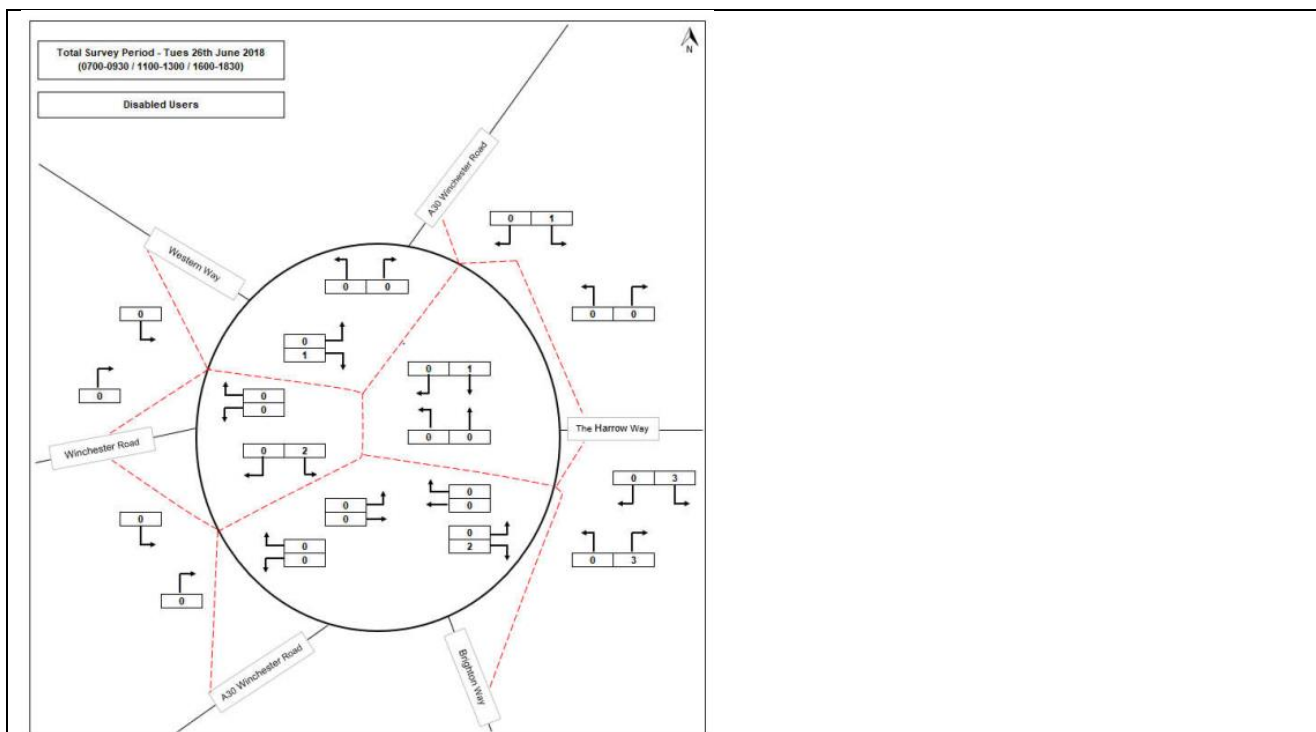 Total Survey Period - Tues 26th June 2018
(0700-0930 / 1100-1300 / 1600-1830)
N
Disabled Users
A30 Winchester Road
0 1
Western Way
0 0
0 0
0
0
1
0 1
0
0
0
0 0
The Harrow Way
Winchester Road
0 2
0 3
0
0
0
0
0
0
0
2
0
0
0 3
0
A30 Winchester Road
Brighton Way